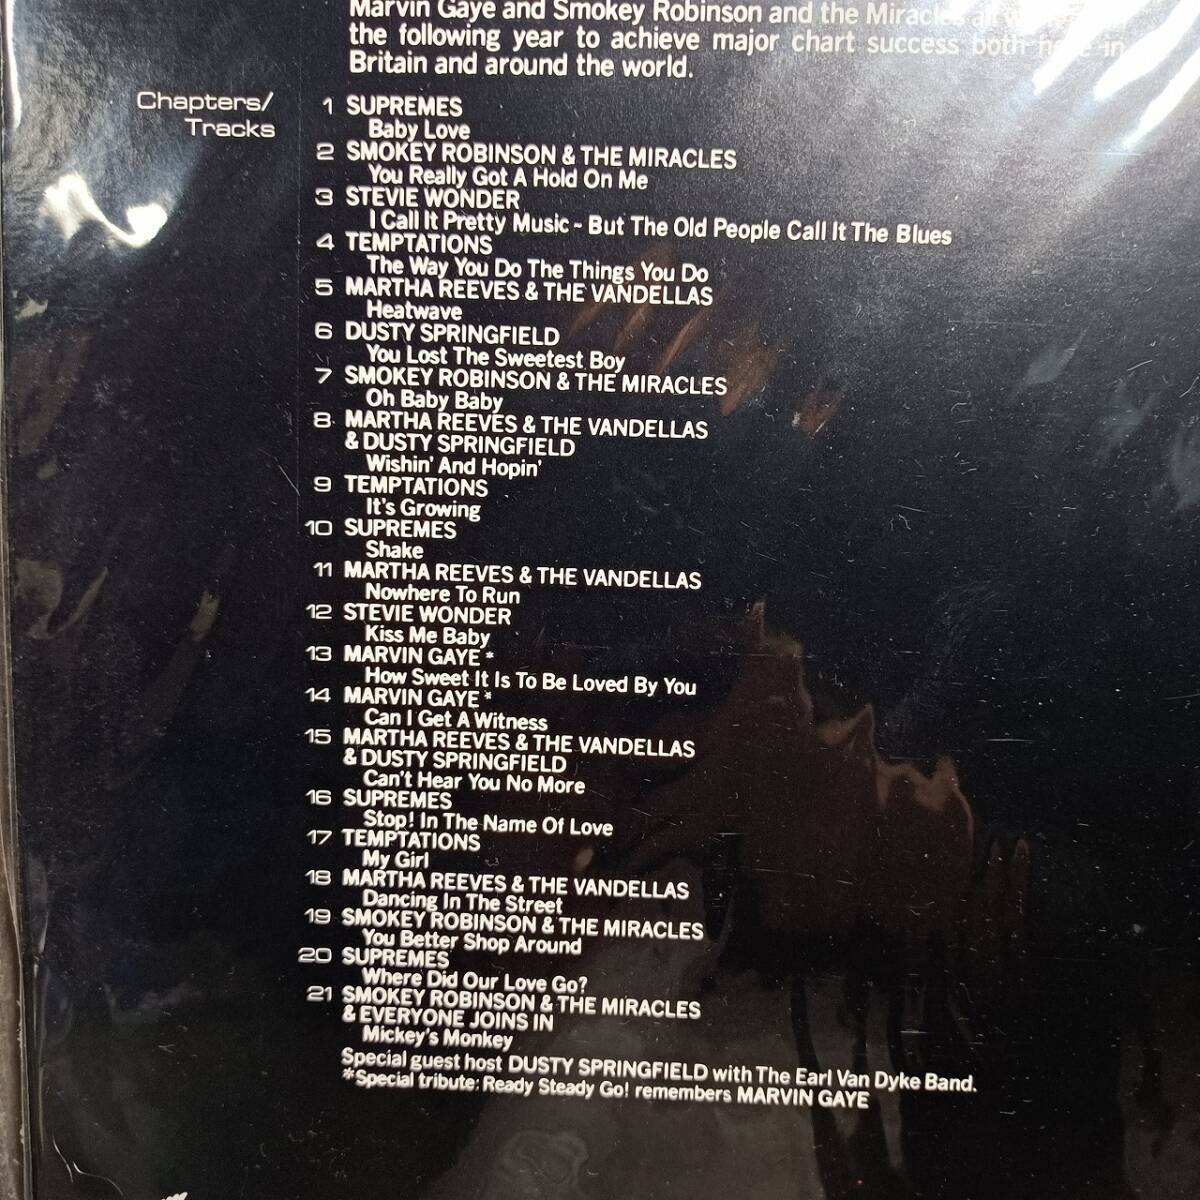 Marvin Gaye and Smokey Robinson and the Miracles all
the following year to achieve major chart success both here in
Britain and around the world.
Chapters/
Tracks
1 SUPREMES
Baby Love
2 SMOKEY ROBINSON & THE MIRACLES
You Really Got A Hold On Me
3 STEVIE WONDER
I Call It Pretty Music - But The Old People Call It The Blues
4 TEMPTATIONS
The Way You Do The Things You Do
5 MARTHA REEVES & THE VANDELLAS
Heatwave
6 DUSTY SPRINGFIELD
You Lost The Sweetest Boy
7 SMOKEY ROBINSON & THE MIRACLES
Oh Baby Baby
8 MARTHA REEVES & THE VANDELLAS
& DUSTY SPRINGFIELD
Wishin' And Hopin'
9 TEMPTATIONS
It's Growing
10 SUPREMES
Shake
11 MARTHA REEVES & THE VANDELLAS
Nowhere To Run
12 STEVIE WONDER
Kiss Me Baby
13 MARVIN GAYE*
How Sweet It Is To Be Loved By You
14 MARVIN GAYE*
Can I Get A Witness
15 MARTHA REEVES & THE VANDELLAS
& DUSTY SPRINGFIELD
Can't Hear You No More
16 SUPREMES
Stop! In The Name Of Love
17 TEMPTATIONS
My Girl
18 MARTHA REEVES & THE VANDELLAS
Dancing In The Street
19 SMOKEY ROBINSON & THE MIRACLES
You Better Shop Around
20 SUPREMES
Where Did Our Love Go?
21 SMOKEY ROBINSON & THE MIRACLES
& EVERYONE JOINS IN
Mickey's Monkey
Special guest host DUSTY SPRINGFIELD with The Earl Van Dyke Band.
*Special tribute: Ready Steady Go! remembers MARVIN GAYE